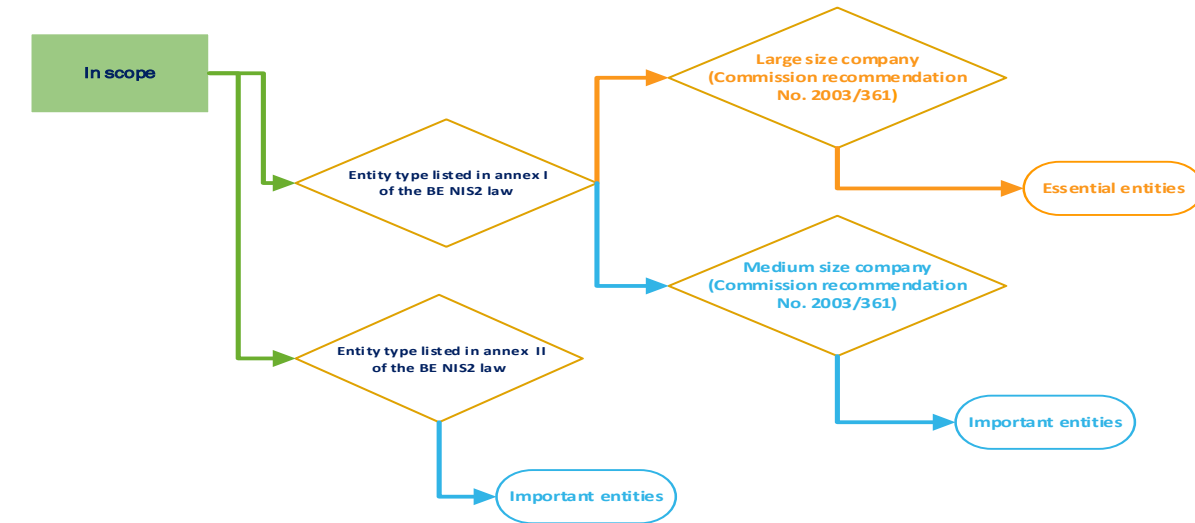 In scope
Large size company
(Commission recommendation
No. 2003/361)
Entity type listed in annex I
of the BE NIS2 law
Essential entities
Medium size company
(Commission recommendation
No. 2003/361)
Entity type listed in annex II
of the BE NIS2 law
Important entities
Important entities